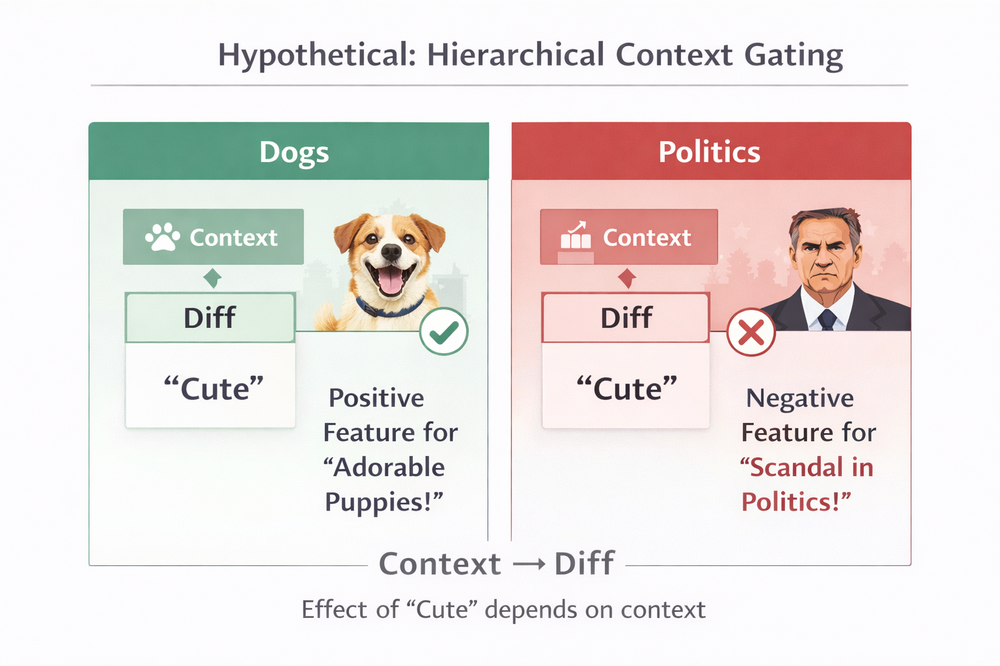 Hypothetical: Hierarchical Context Gating
Dogs
Context
Diff
“Cute”
Positive
Feature for
“Adorable
Puppies!”
Politics
Context
Diff
“Cute”
Negative
Feature for
“Scandal in
Politics!”
Context → Diff
Effect of “Cute” depends on context